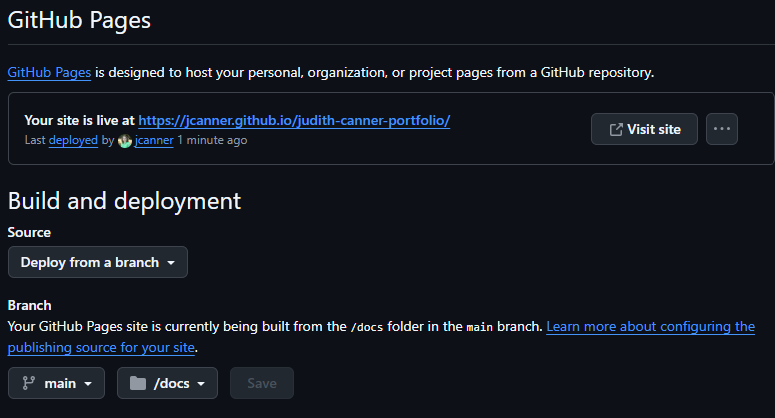 GitHub Pages
GitHub Pages is designed to host your personal, organization, or project pages from a GitHub repository.
Your site is live at https://jcanner.github.io/judith-canner-portfolio/
Last deployed by jcanner 1 minute ago
Visit site
Build and deployment
Source
Deploy from a branch
Branch
Your GitHub Pages site is currently being built from the /docs folder in the main branch. Learn more about configuring the
publishing source for your site.
main
/docs
Save